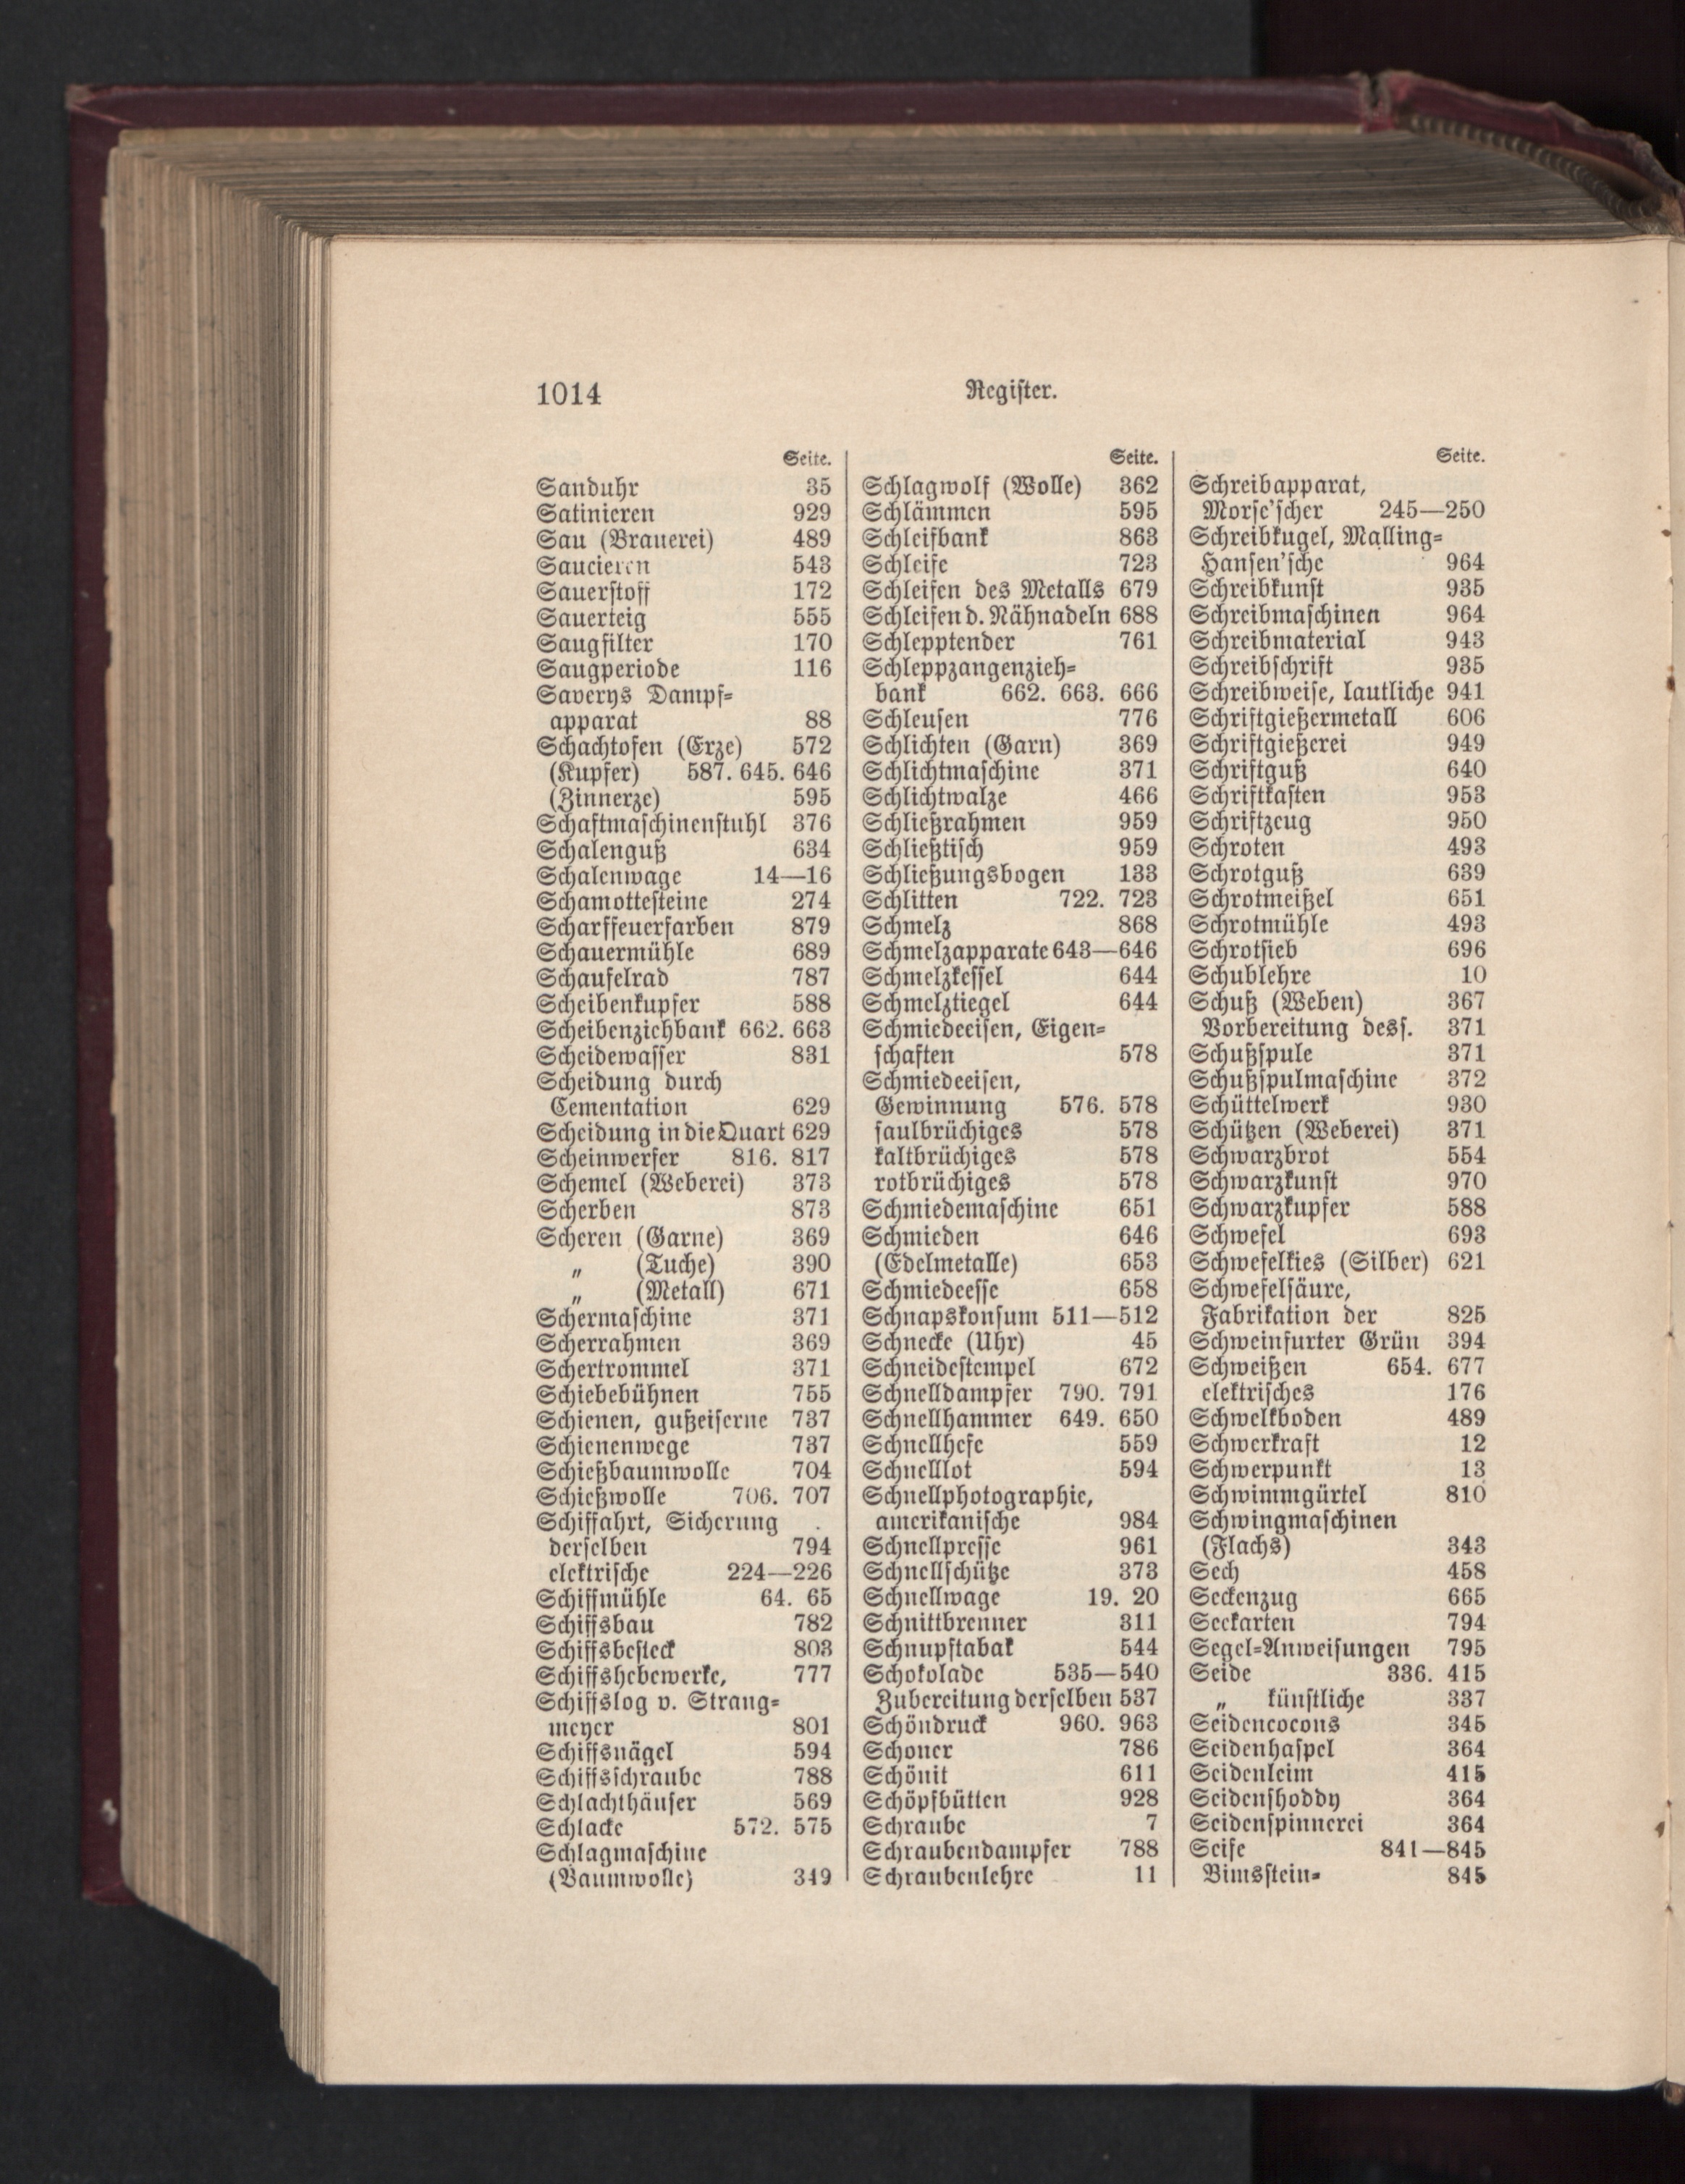 1014 Register.
Seite.
Sanduhr 35
Satinieren 929
Sau (Brauerei) 489
Saucieren 543
Sauerstoff 172
Sauerteig 555
Saugfilter 170
Saugperiode 116
Saverys Dampf=
apparat 88
Schachtofen (Erze) 572
(Kupfer) 587. 645. 646
(Zinnerze) 595
Schaftmaschinenstuhl 376
Schalenguß 634
Schalenwage 14—16
Schamottesteine 274
Scharffeuerfarben 879
Schauermühle 689
Schaufelrad 787
Scheibenkupfer 588
Scheibenziehbank 662. 663
Scheidewasser 831
Scheidung durch
Cementation 629
Scheidung in die Quart 629
Scheinwerfer 816. 817
Schemel (Weberei) 373
Scherben 873
Scheren (Garne) 369
„ (Tuche) 390
„ (Metall) 671
Schermaschine 371
Scherrahmen 369
Schertrommel 371
Schiebebühnen 755
Schienen, gußeiserne 737
Schienenwege 737
Schießbaumwolle 704
Schießwolle 706. 707
Schiffahrt, Sicherung
derselben 794
elektrische 224—226
Schiffmühle 64. 65
Schiffsbau 782
Schiffsbesteck 803
Schiffshebewerke, 777
Schiffslog v. Strang=
meyer 801
Schiffsnägel 594
Schiffsschraube 788
Schlachthäuser 569
Schlacke 572. 575
Schlagmaschine
(Baumwolle) 349
Seite.
Schlagwolf (Wolle) 362
Schlämmen 595
Schleifbank 863
Schleife 723
Schleifen des Metalls 679
Schleifen d. Nähnadeln 688
Schlepptender 761
Schleppzangenzieh=
bank 662. 663. 666
Schleusen 776
Schlichten (Garn) 369
Schlichtmaschine 371
Schlichtwalze 466
Schließrahmen 959
Schließtisch 959
Schließungsbogen 133
Schlitten 722. 723
Schmelz 868
Schmelzapparate 643—646
Schmelzkessel 644
Schmelztiegel 644
Schmiedeeisen, Eigen=
schaften 578
Schmiedeeisen,
Gewinnung 576. 578
faulbrüchiges 578
kaltbrüchiges 578
rotbrüchiges 578
Schmiedemaschine 651
Schmieden 646
(Edelmetalle) 653
Schmiedeesse 658
Schnapskonsum 511—512
Schnecke (Uhr) 45
Schneidestempel 672
Schnelldampfer 790. 791
Schnellhammer 649. 650
Schnellhefe 559
Schnelllot 594
Schnellphotographie,
amerikanische 984
Schnellpresse 961
Schnellschütze 373
Schnellwage 19. 20
Schnittbrenner 311
Schnupftabak 544
Schokolade 535—540
Zubereitung derselben 537
Schöndruck 960. 963
Schoner 786
Schönit 611
Schöpfbütten 928
Schraube 7
Schraubendampfer 788
Schraubenlehre 11
Seite.
Schreibapparat,
Morse'scher 245—250
Schreibkugel, Malling=
Hansen'sche 964
Schreibkunst 935
Schreibmaschinen 964
Schreibmaterial 943
Schreibschrift 935
Schreibweise, lautliche 941
Schriftgießermetall 606
Schriftgießerei 949
Schriftguß 640
Schriftkasten 953
Schriftzeug 950
Schroten 493
Schrotguß 639
Schrotmeißel 651
Schrotmühle 493
Schrotsieb 696
Schublehre 10
Schuß (Weben) 367
Vorbereitung dess. 371
Schußspule 371
Schußspulmaschine 372
Schüttelwerk 930
Schützen (Weberei) 371
Schwarzbrot 554
Schwarzkunst 970
Schwarzkupfer 588
Schwefel 693
Schwefelkies (Silber) 621
Schwefelsäure,
Fabrikation der 825
Schweinfurter Grün 394
Schweißen 654. 677
elektrisches 176
Schwelkboden 489
Schwerkraft 12
Schwerpunkt 13
Schwimmgürtel 810
Schwingmaschinen
(Flachs) 343
Sech 458
Seckenzug 665
Seekarten 794
Segel=Anweisungen 795
Seide 336. 415
„ künstliche 337
Seidencocons 345
Seidenhaspel 364
Seidenleim 415
Seidenshoddy 364
Seidenspinnerei 364
Seife 841—845
Bimsstein= 845